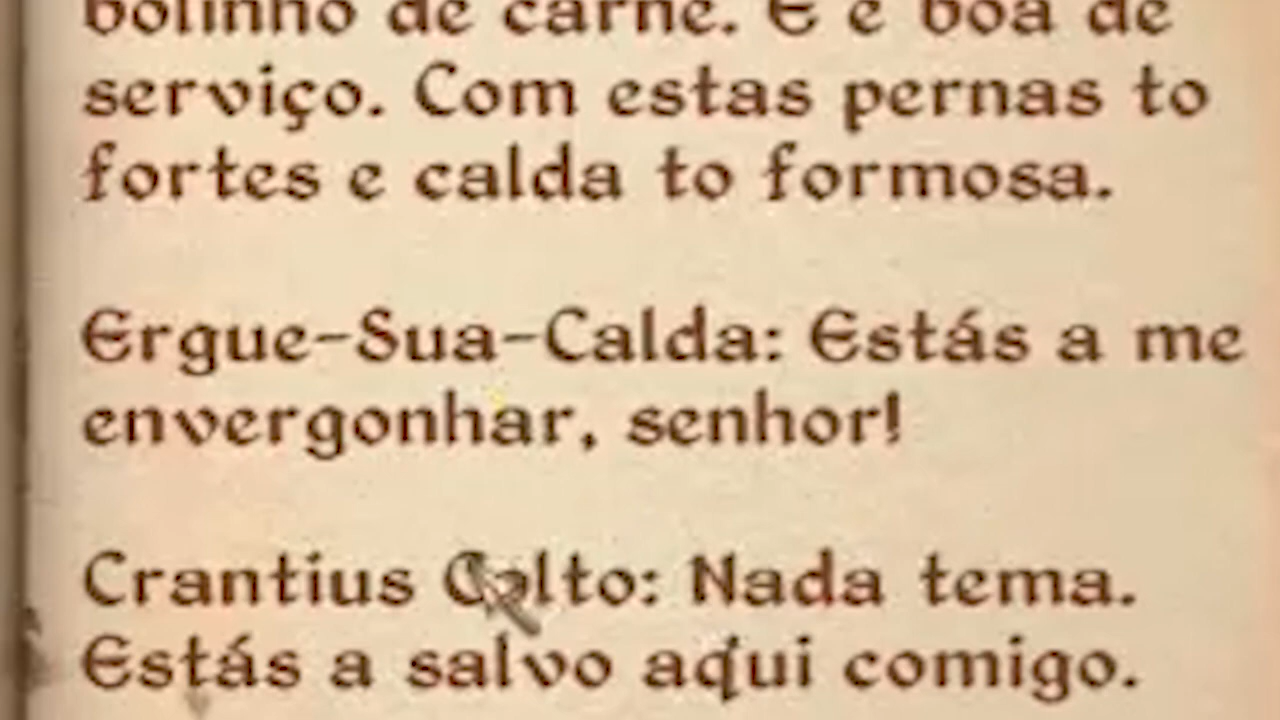 bolinho de carne. E é boa de
serviço. Com estas pernas to
fortes e calda to formosa.
Ergue-Sua-Calda: Estás a me
envergonhar, senhor!
Crantius Colto: Nada tema.
Estás a salvo aqui comigo.